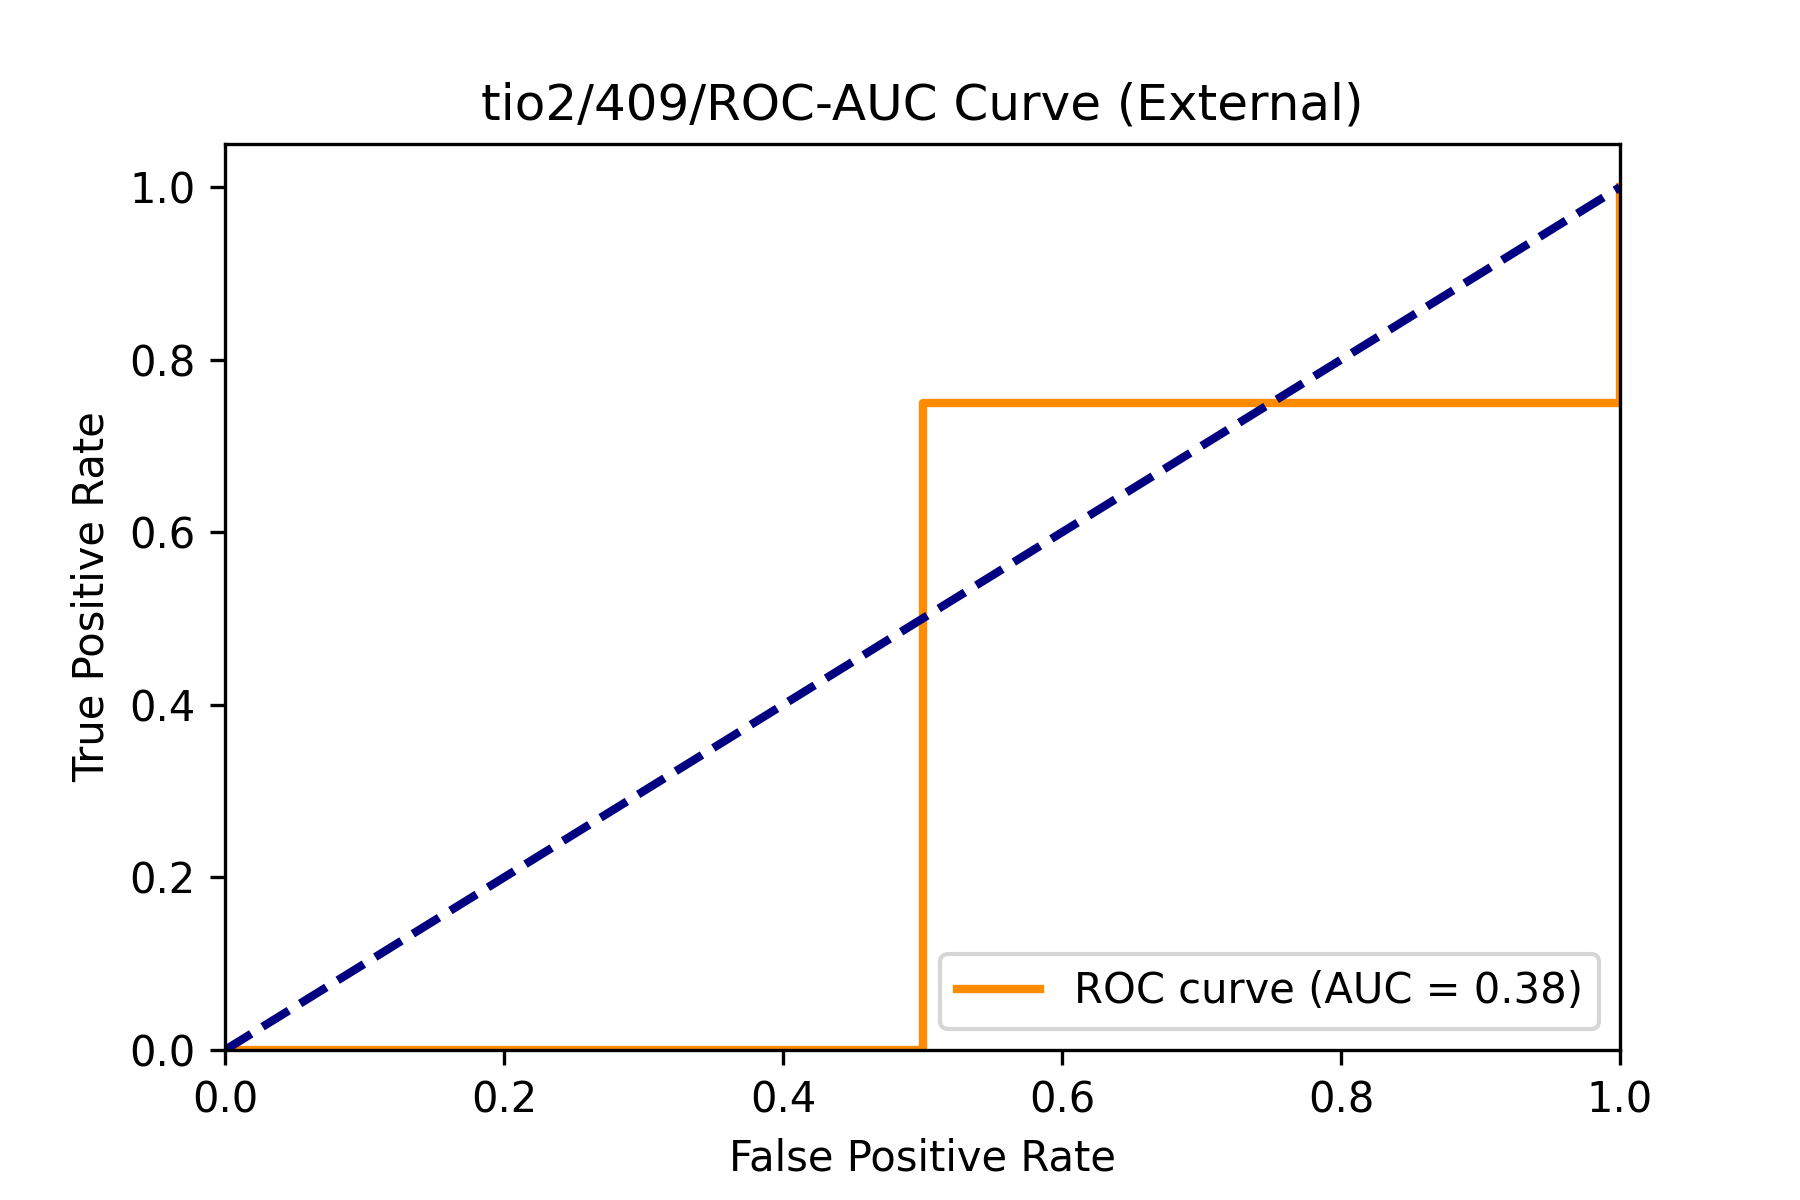 tio2/409/ROC-AUC Curve (External)
1.0
0.8
0.6
0.4
0.2
0.0
True Positive Rate
ROC curve (AUC = 0.38)
0.0 0.2 0.4 0.6 0.8 1.0
False Positive Rate